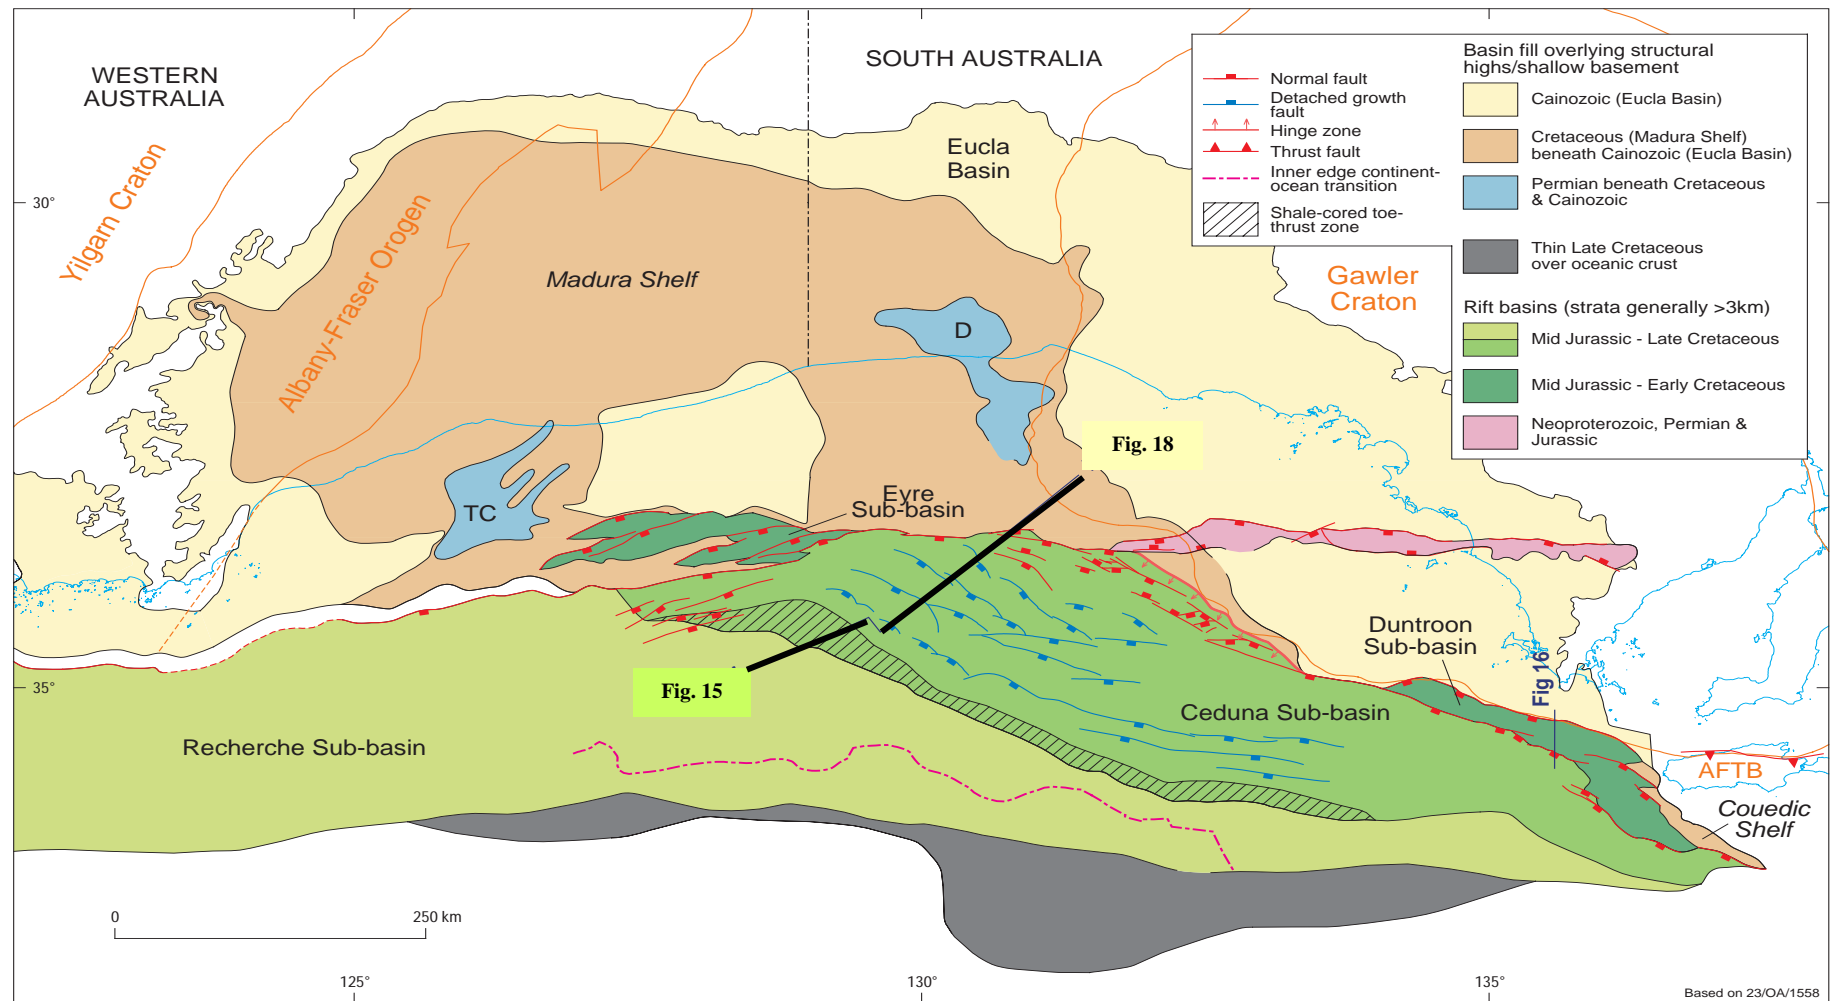 WESTERN
AUSTRALIA
SOUTH AUSTRALIA
Normal fault
Detached growth
fault
Hinge zone
Thrust fault
Inner edge continent-
ocean transition
Shale-cored toe-
thrust zone
Basin fill overlying structural
highs/shallow basement
Cainozoic (Eucla Basin)
Cretaceous (Madura Shelf)
beneath Cainozoic (Eucla Basin)
Permian beneath Cretaceous
& Cainozoic
Thin Late Cretaceous
over oceanic crust
Rift basins (strata generally >3km)
Mid Jurassic - Late Cretaceous
Mid Jurassic - Early Cretaceous
Neoproterozoic, Permian &
Jurassic
Eucla
Basin
30°
Yilgarn Craton
Albany-Fraser Orogen
Madura Shelf
Gawler
Craton
D
Fig. 18
TC
Eyre
Sub-basin
Duntroon
Sub-basin
Fig 16
35°
Fig. 15
Ceduna Sub-basin
Recherche Sub-basin
AFTB
Couedic
Shelf
0
250 km
125°
130°
135°
Based on 23/OA/1558